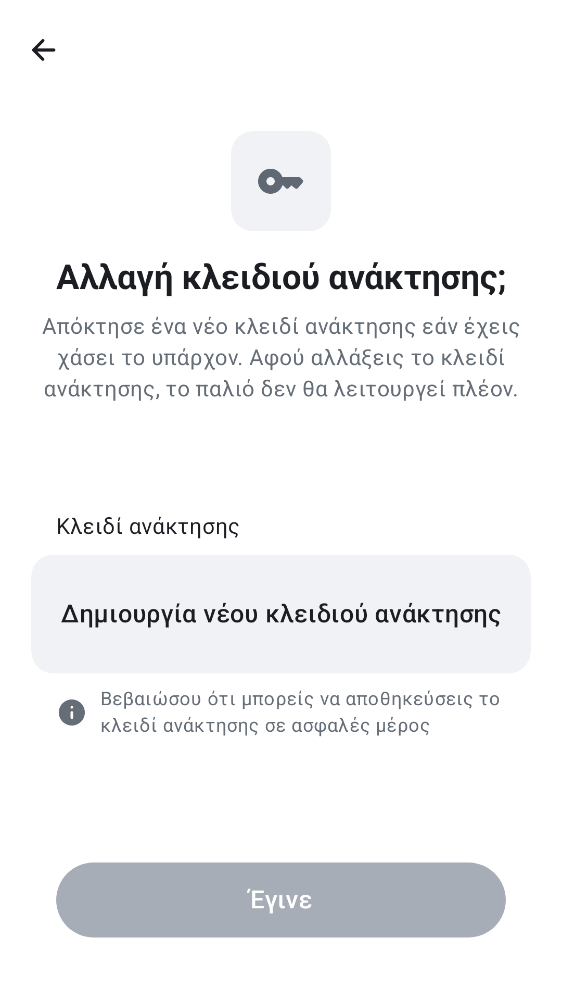 Αλλαγή κλειδιού ανάκτησης;
Απόκτησε ένα νέο κλειδί ανάκτησης εάν έχεις
χάσει το υπάρχον. Αφού αλλάξεις το κλειδί
ανάκτησης, το παλιό δεν θα λειτουργεί πλέον.
Κλειδί ανάκτησης
Δημιουργία νέου κλειδιού ανάκτησης
Βεβαιώσου ότι μπορείς να αποθηκεύσεις το
κλειδί ανάκτησης σε ασφαλές μέρος
Έγινε